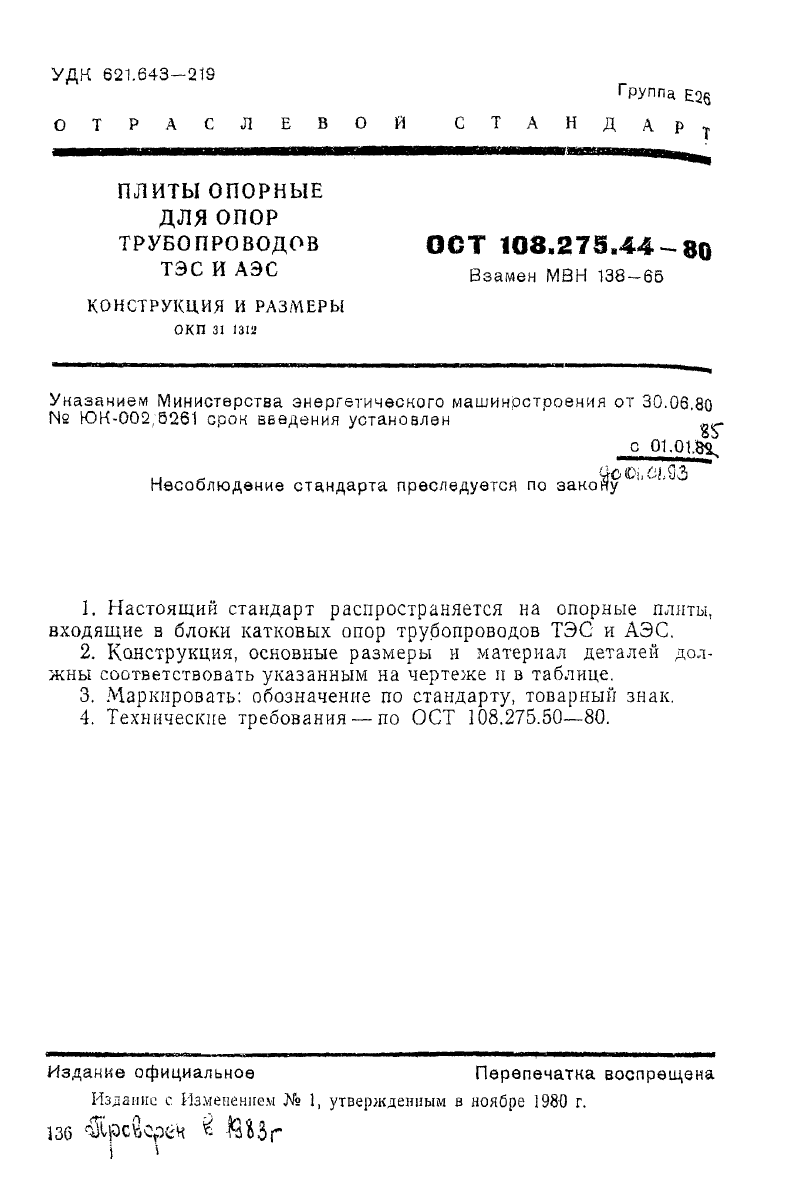 УДК 621.643—219
Группа Е26
ОТРАСЛЕВОЙ СТАНДАРТ
ПЛИТЫ ОПОРНЫЕ
ДЛЯ ОПОР
ТРУБОПРОВОДОВ
ТЭС И АЭС
КОНСТРУКЦИЯ И РАЗМЕРЫ
ОКП 31 1312
ОСТ 108.275.44—80
Взамен МВН 138—65
Указанием Министерства энергетического машиностроения от 30.06.80
№ ЮК-002/5261 срок введения установлен
85
с 01.01.82
до 01.01.93
Несоблюдение стандарта преследуется по закону
1. Настоящий стандарт распространяется на опорные плиты,
входящие в блоки катковых опор трубопроводов ТЭС и АЭС.
2. Конструкция, основные размеры и материал деталей дол-
жны соответствовать указанным на чертеже и в таблице.
3. Маркировать: обозначение по стандарту, товарный знак.
4. Технические требования — по ОСТ 108.275.50—80.
Издание официальное
Перепечатка воспрещена
Издание с Изменением № 1, утвержденным в ноябре 1980 г.
136 Проверен в 1983г